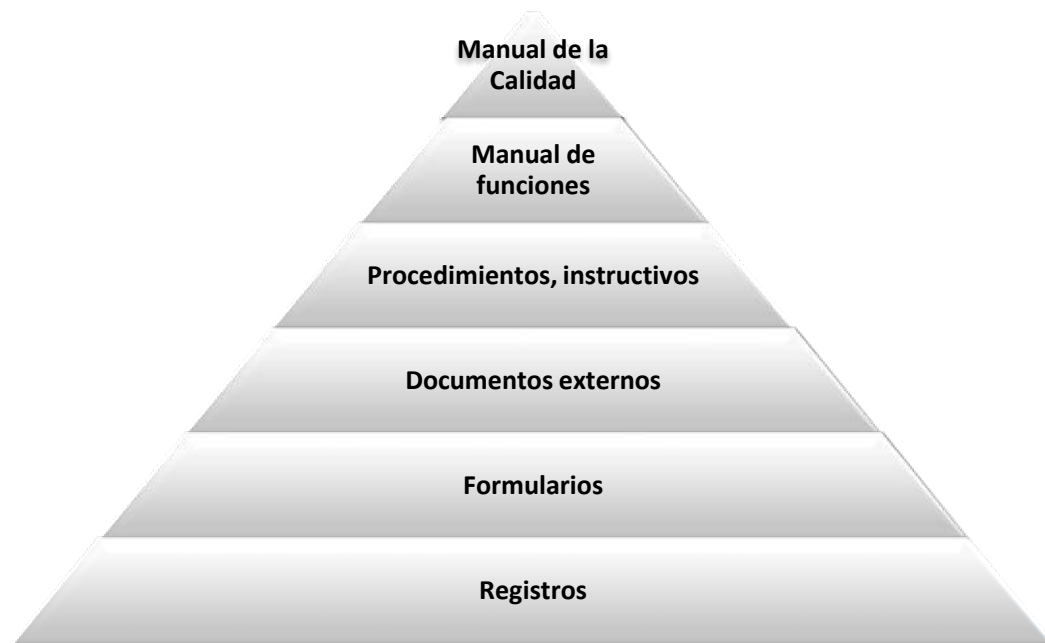 Manual de la
Calidad
Manual de
funciones
Procedimientos, instructivos
Documentos externos
Formularios
Registros